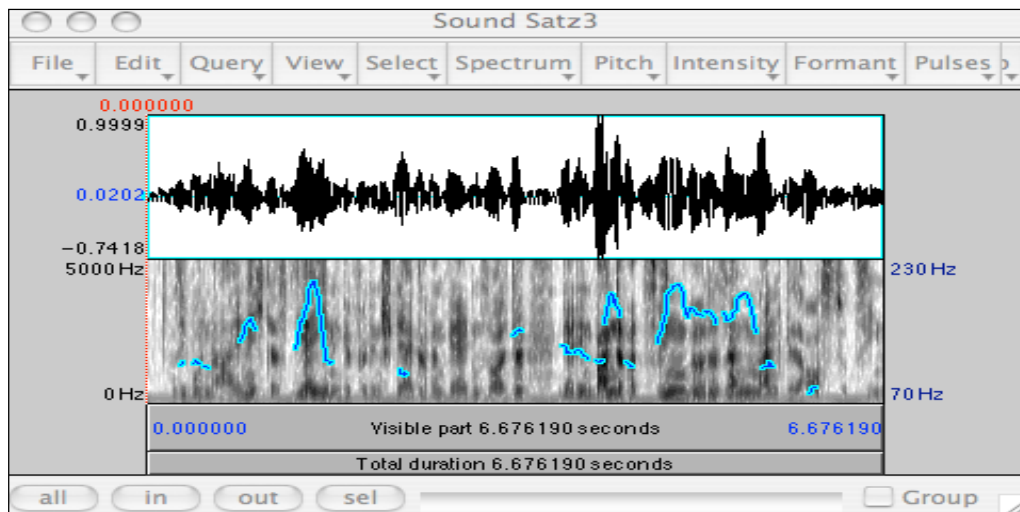 Sound Satz3
File Edit Query View Select Spectrum Pitch Intensity Formant Pulses
0.000000
0.9999
0.0202
-0.7418
5000 Hz 230 Hz
0 Hz 70 Hz
0.000000 Visible part 6.676190 seconds 6.676190
Total duration 6.676190 seconds
all in out sel Group